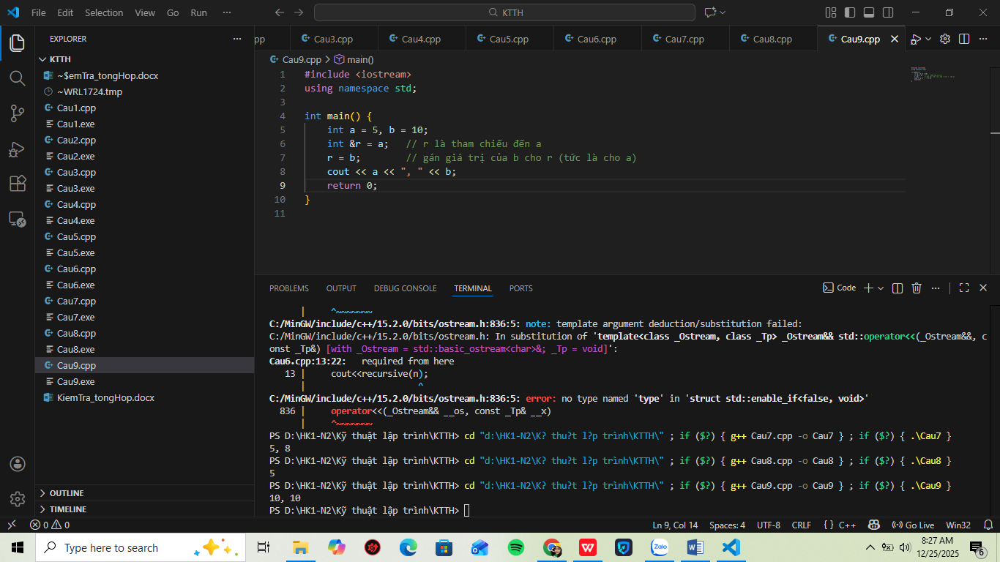 File Edit Selection View Go Run ···
KTTH
EXPLORER ···
KTTH
~$emTra_tongHop.docx
~WRL1724.tmp
Cau1.cpp
Cau1.exe
Cau2.cpp
Cau2.exe
Cau3.cpp
Cau3.exe
Cau4.cpp
Cau4.exe
Cau5.cpp
Cau5.exe
Cau6.cpp
Cau6.exe
Cau7.cpp
Cau7.exe
Cau8.cpp
Cau8.exe
Cau9.cpp
Cau9.exe
KiemTra_tongHop.docx
OUTLINE
TIMELINE
pp Cau3.cpp Cau4.cpp Cau5.cpp Cau6.cpp Cau7.cpp Cau8.cpp Cau9.cpp
Cau9.cpp > main()
1 #include <iostream>
2 using namespace std;
3
4 int main() {
5 int a = 5, b = 10;
6 int &r = a; // r là tham chiếu đến a
7 r = b; // gán giá trị của b cho r (tức là cho a)
8 cout << a << ", " << b;
9 return 0;
10 }
11
PROBLEMS OUTPUT DEBUG CONSOLE TERMINAL PORTS
Code
| ^~~~~~~~
C:/MinGW/include/c++/15.2.0/bits/ostream.h:836:5: note: template argument deduction/substitution failed:
C:/MinGW/include/c++/15.2.0/bits/ostream.h: In substitution of 'template<class _Ostream, class _Tp> _Ostream&& std::operator<<(_Ostream&&, c
onst _Tp&) [with _Ostream = std::basic_ostream<char>&; _Tp = void]':
Cau6.cpp:13:22: required from here
13 | cout<<recursive(n);
| ^
C:/MinGW/include/c++/15.2.0/bits/ostream.h:836:5: error: no type named 'type' in 'struct std::enable_if<false, void>'
836 | operator<<(_Ostream&& __os, const _Tp& __x)
| ^~~~~~~~
PS D:\HK1-N2\Kỹ thuật lập trình\KTTH> cd "d:\HK1-N2\K? thu?t l?p trình\KTTH\" ; if ($?) { g++ Cau7.cpp -o Cau7 } ; if ($?) { .\Cau7 }
5, 8
PS D:\HK1-N2\Kỹ thuật lập trình\KTTH> cd "d:\HK1-N2\K? thu?t l?p trình\KTTH\" ; if ($?) { g++ Cau8.cpp -o Cau8 } ; if ($?) { .\Cau8 }
5
PS D:\HK1-N2\Kỹ thuật lập trình\KTTH> cd "d:\HK1-N2\K? thu?t l?p trình\KTTH\" ; if ($?) { g++ Cau9.cpp -o Cau9 } ; if ($?) { .\Cau9 }
10, 10
PS D:\HK1-N2\Kỹ thuật lập trình\KTTH>
0 0 Ln 9, Col 14 Spaces: 4 UTF-8 CRLF {} C++ Go Live Win32
Type here to search
Zalo
8:27 AM
12/25/2025
6